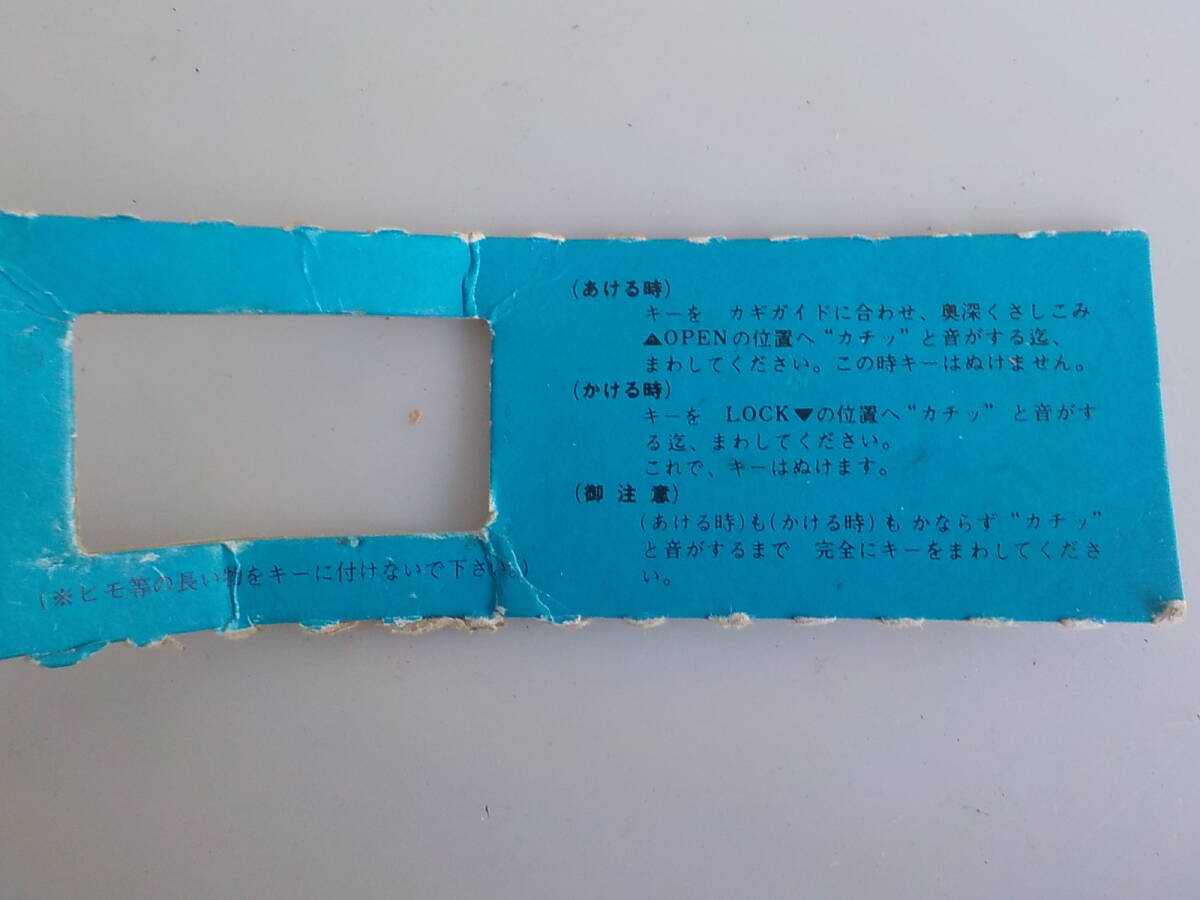 (あける時)
キーを カギガイドに合わせ、奥深くさしこみ
▲OPENの位置へ“カチッ”と音がする迄、
まわしてください。この時キーはぬけません。
(かける時)
キーを LOCK▼の位置へ“カチッ” と音がす
る迄、まわしてください。
これで、キーはぬけます。
(御 注 意)
(あける時)も(かける時)も かならず “カチッ”
と音がするまで 完全にキーをまわしてくださ
い。
(※ヒモ等の長い物をキーに付けないで下さい。)